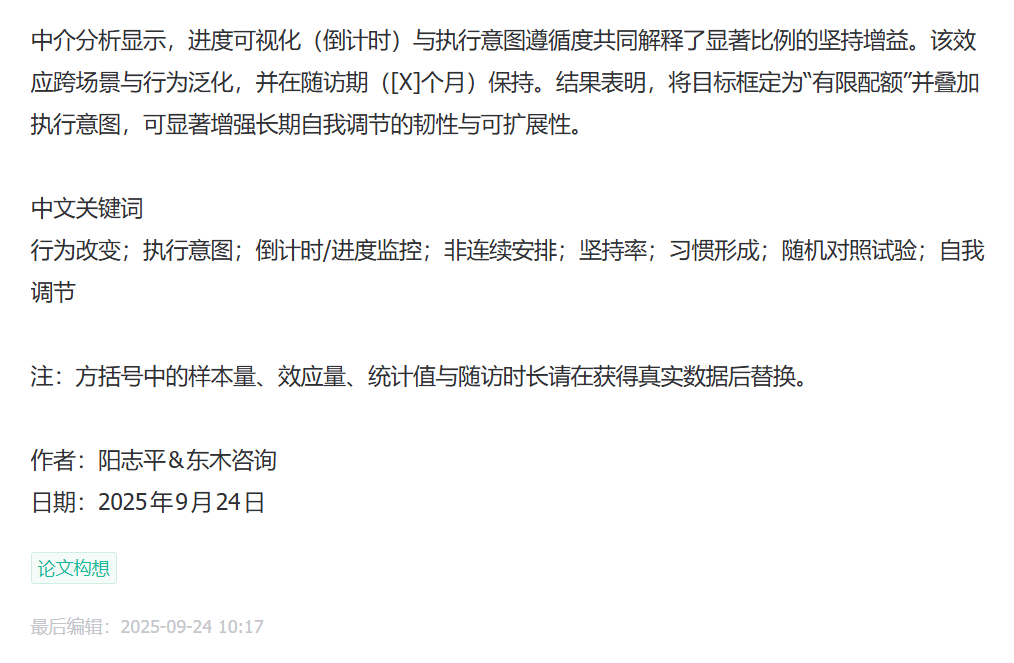 中介分析显示，进度可视化（倒计时）与执行意图遵循度共同解释了显著比例的坚持增益。该效
应跨场景与行为泛化，并在随访期（[X]个月）保持。结果表明，将目标框定为“有限配额”并叠加
执行意图，可显著增强长期自我调节的韧性与可扩展性。
中文关键词
行为改变；执行意图；倒计时/进度监控；非连续安排；坚持率；习惯形成；随机对照试验；自我
调节
注：方括号中的样本量、效应量、统计值与随访时长请在获得真实数据后替换。
作者：阳志平＆东木咨询
日期：2025年9月24日
论文构想
最后编辑：2025-09-24 10:17